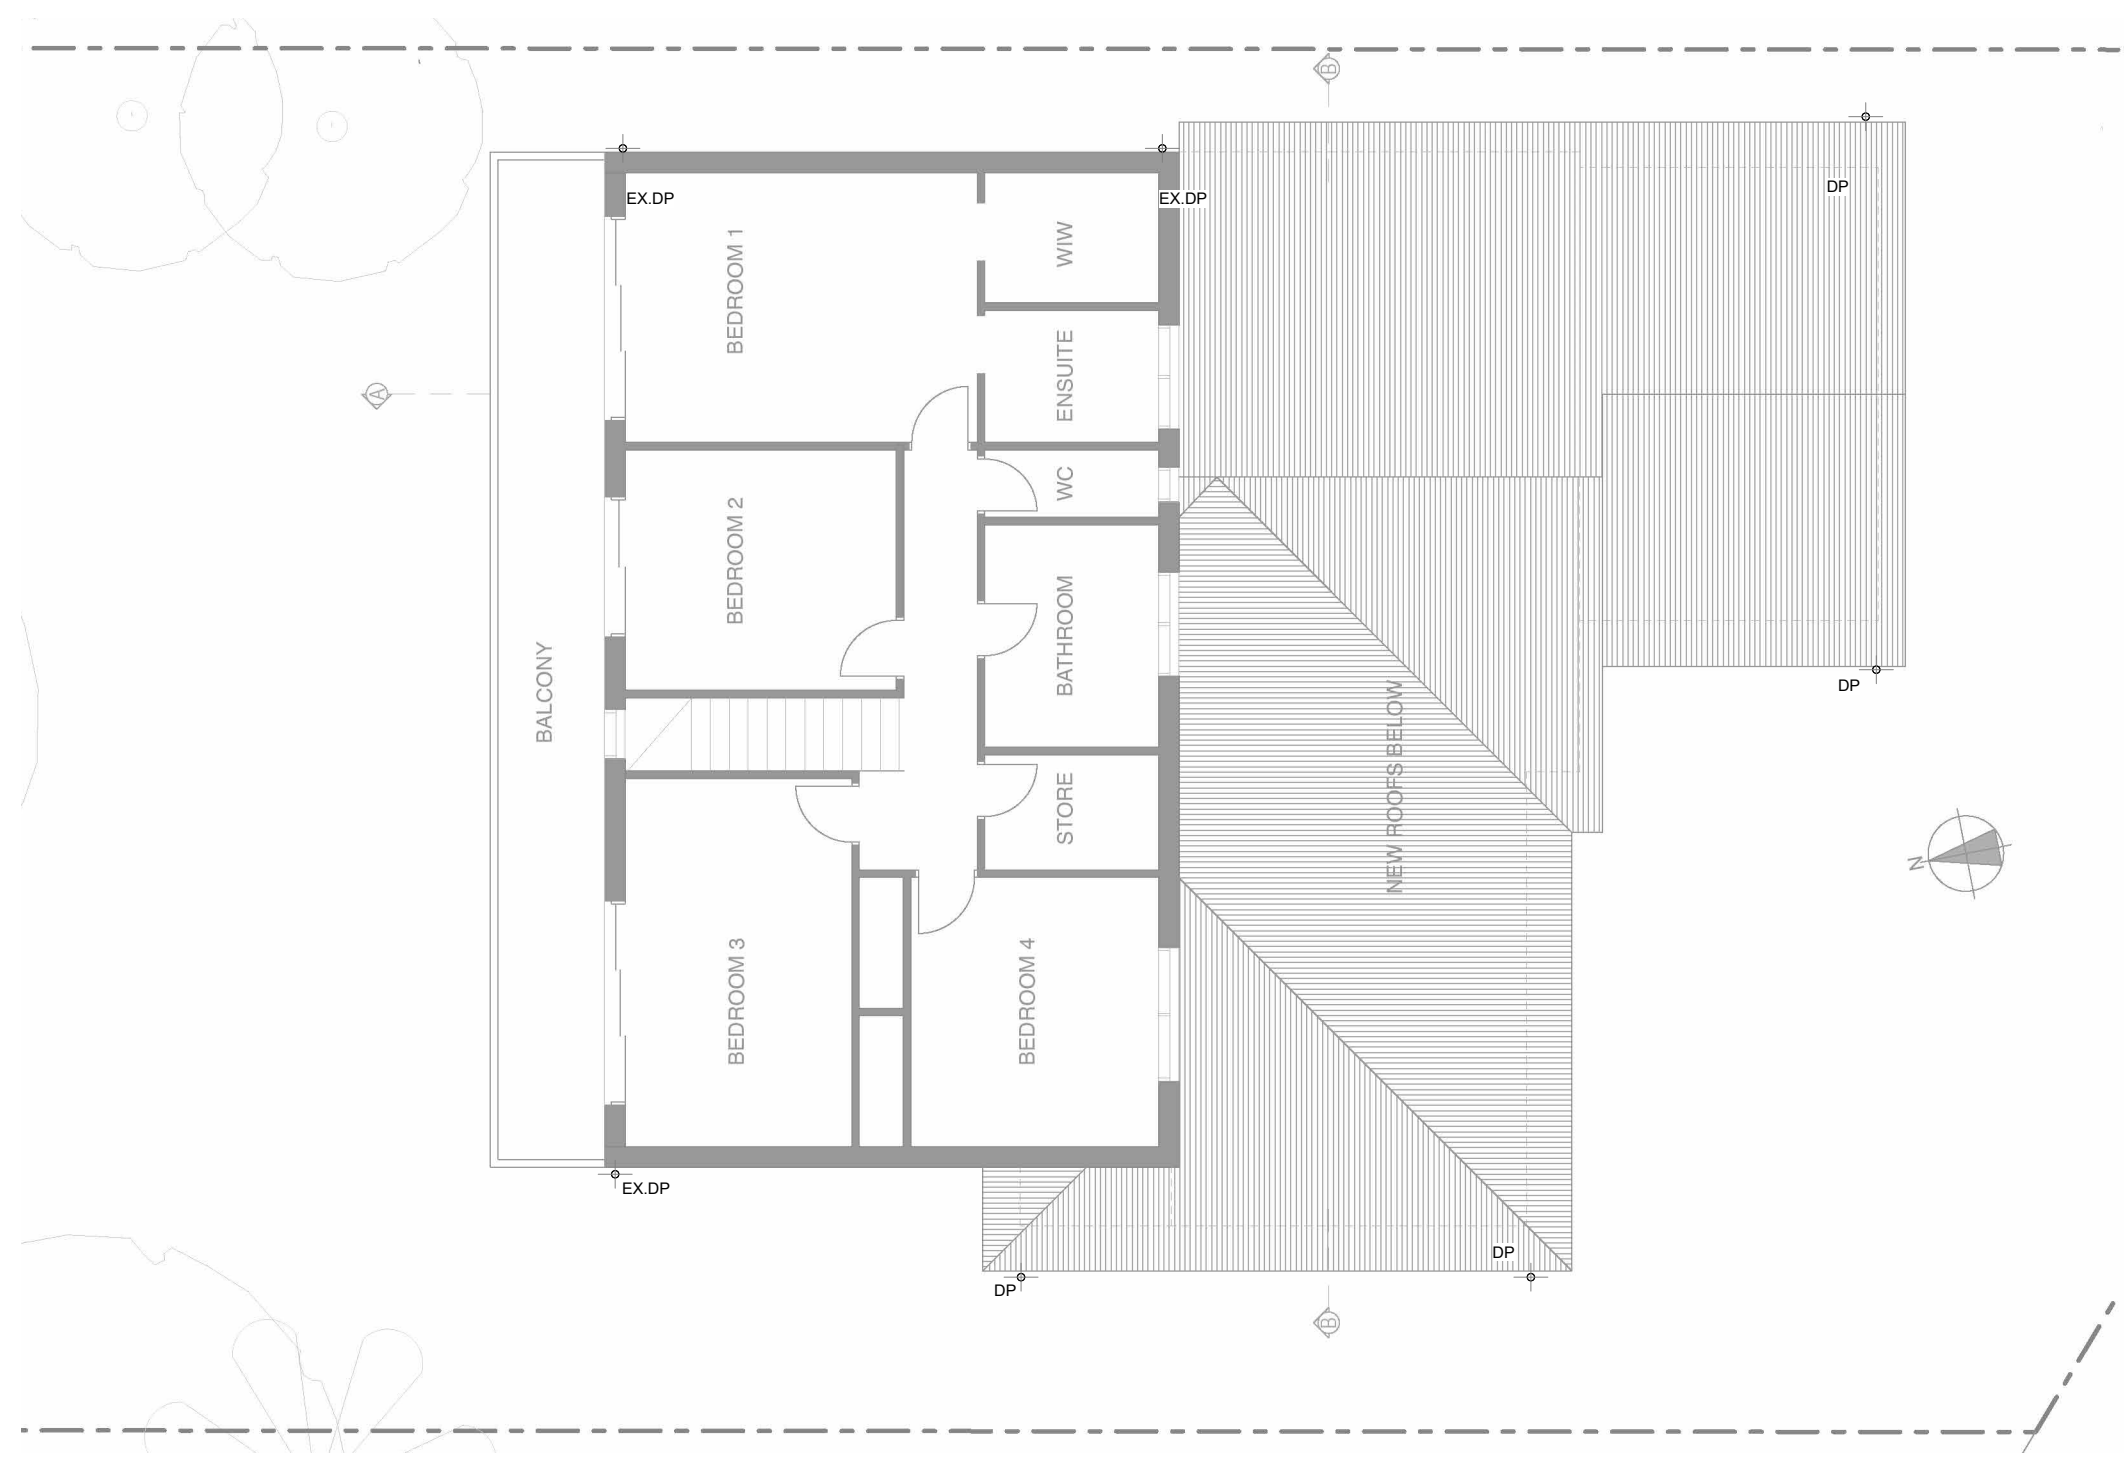 B
DP
EX.DP
EX.DP
BEDROOM 1
WIW
ENSUITE
A
WC
BEDROOM 2
BATHROOM
BALCONY
DP
STORE
NEW ROOFS BELOW
N
BEDROOM 3
BEDROOM 4
EX.DP
DP
DP
B